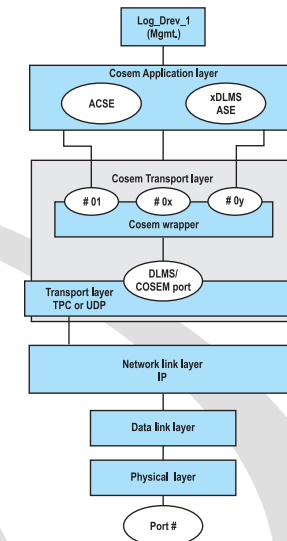 Log_Drev_1
(Mgmt.)
Cosem Application layer
ACSE
xDLMS
ASE
Cosem Transport layer
# 01
# 0x
# 0y
Cosem wrapper
DLMS/
COSEM port
Transport layer
TPC or UDP
Network link layer
IP
Data link layer
Physical layer
Port #